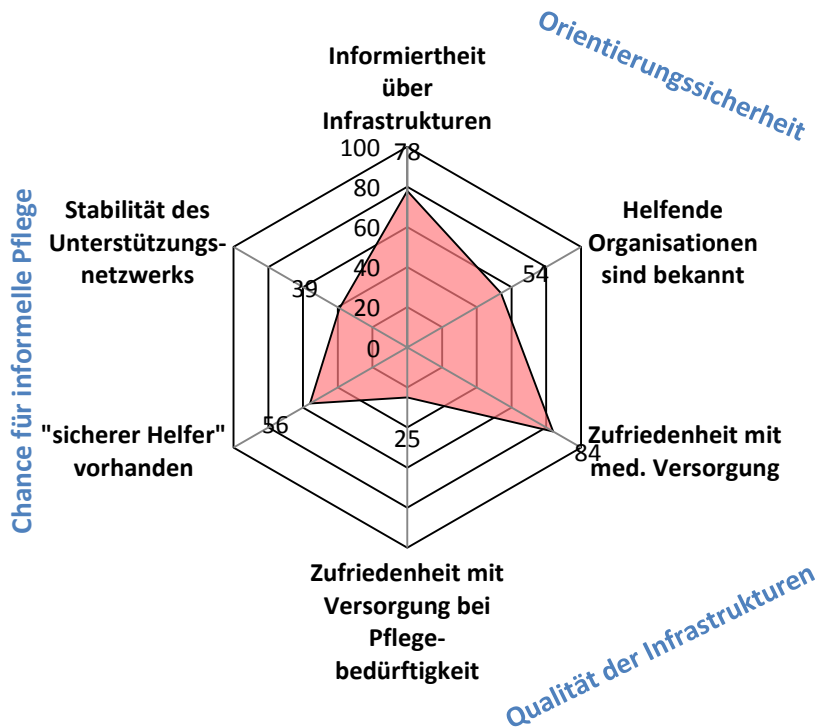 Orientierungssicherheit
Informiertheit
über
Infrastrukturen
100
78
80
60
40
20
0
Stabilität des
Unterstützungs-
netzwerks
39
Helfende
Organisationen
sind bekannt
54
Chance für informelle Pflege
"sicherer Helfer"
vorhanden
56
25
Zufriedenheit mit
med. Versorgung
84
Zufriedenheit mit
Versorgung bei
Pflege-
bedürftigkeit
Qualität der Infrastrukturen